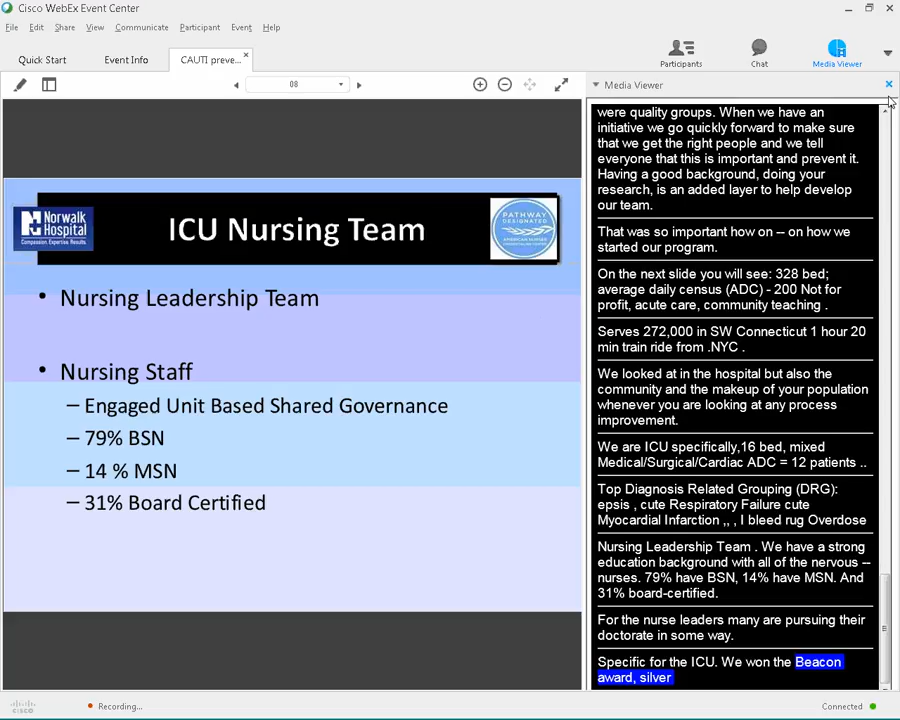 Cisco WebEx Event Center
File Edit Share View Communicate Participant Event Help
Quick Start Event Info CAUTI preve...
Participants Chat Media Viewer
08
Media Viewer
Norwalk
Hospital
Compassion. Expertise. Results.
ICU Nursing Team
PATHWAY
DESIGNATED
AMERICAN NURSES
CREDENTIALING CENTER
• Nursing Leadership Team
• Nursing Staff
– Engaged Unit Based Shared Governance
– 79% BSN
– 14 % MSN
– 31% Board Certified
were quality groups. When we have an
initiative we go quickly forward to make sure
that we get the right people and we tell
everyone that this is important and prevent it.
Having a good background, doing your
research, is an added layer to help develop
our team.
That was so important how on -- on how we
started our program.
On the next slide you will see: 328 bed;
average daily census (ADC) - 200 Not for
profit, acute care, community teaching .
Serves 272,000 in SW Connecticut 1 hour 20
min train ride from .NYC .
We looked at in the hospital but also the
community and the makeup of your population
whenever you are looking at any process
improvement.
We are ICU specifically,16 bed, mixed
Medical/Surgical/Cardiac ADC = 12 patients ..
Top Diagnosis Related Grouping (DRG):
epsis , cute Respiratory Failure cute
Myocardial Infarction ,, , I bleed rug Overdose
Nursing Leadership Team . We have a strong
education background with all of the nervous --
nurses. 79% have BSN, 14% have MSN. And
31% board-certified.
For the nurse leaders many are pursuing their
doctorate in some way.
Specific for the ICU. We won the Beacon
award, silver
cisco
Recording...
Connected